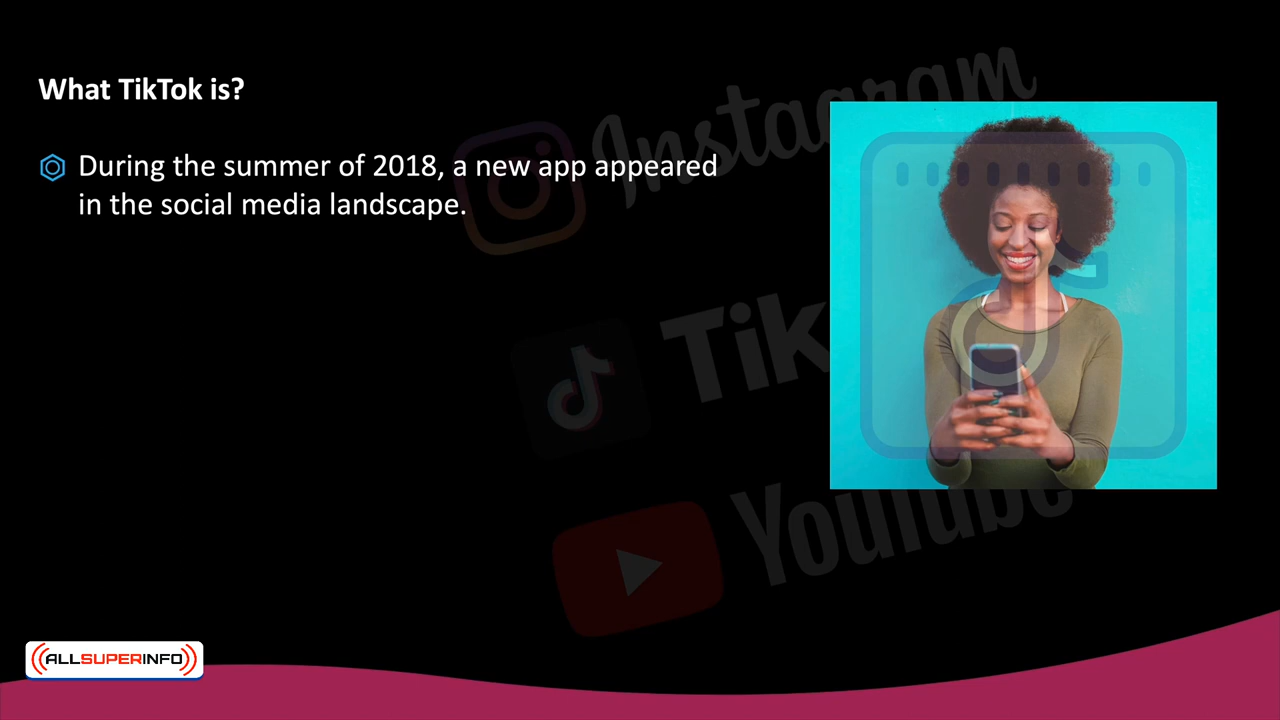 What TikTok is?
During the summer of 2018, a new app appeared
in the social media landscape.
Instagram
Tik
Youtube
ALLSUPERINFO